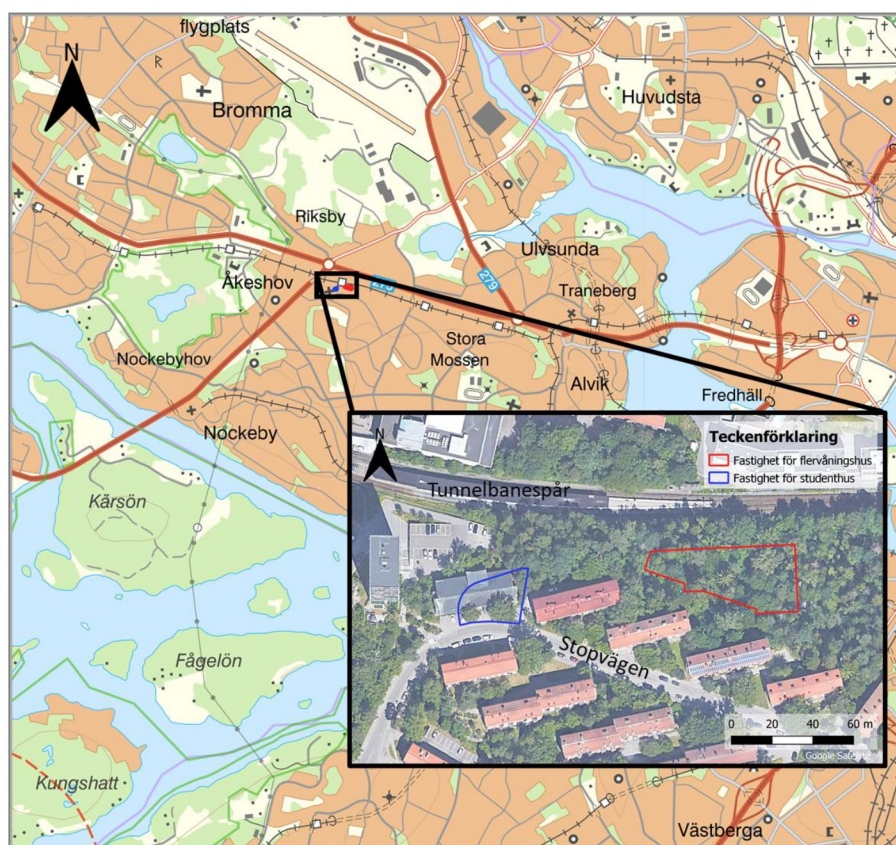 flygplats
N
Bromma
Huvudsta
Riksby
Ulvsunda
Åkeshov
275
279
Traneberg
Stora
Mossen
Nockebyhov
Alvik
Fredhäll
Nockeby
Kärsön
Fågelön
Kungshatt
Västberga
N
Teckenförklaring
Fastighet för flervåningshus
Fastighet för studenthus
Tunnelbanespår
Stopvägen
0 20 40 60 m
Google Satellite